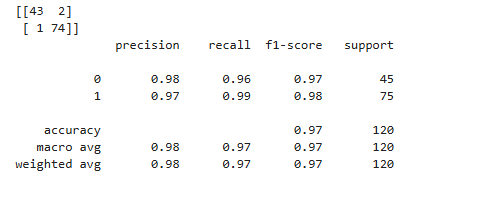 [[43  2]
 [ 1 74]]
              precision    recall  f1-score   support

           0       0.98      0.96      0.97        45
           1       0.97      0.99      0.98        75

    accuracy                           0.97       120
   macro avg       0.98      0.97      0.97       120
weighted avg       0.98      0.97      0.97       120